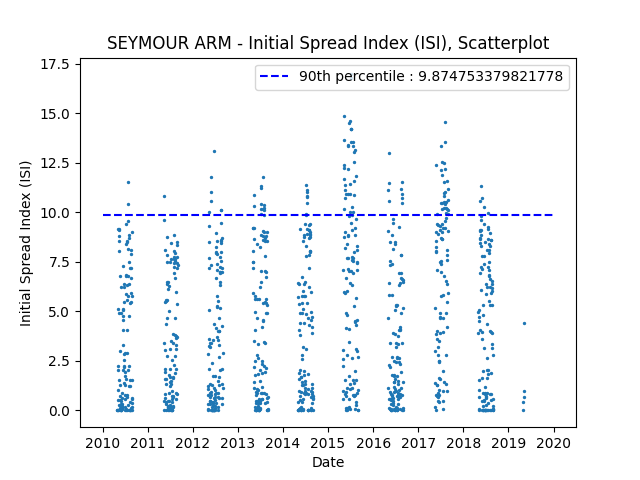 SEYMOUR ARM - Initial Spread Index (ISI), Scatterplot
90th percentile : 9.874753379821778
17.5
15.0
12.5
10.0
7.5
5.0
2.5
0.0
Initial Spread Index (ISI)
2010 2011 2012 2013 2014 2015 2016 2017 2018 2019 2020
Date